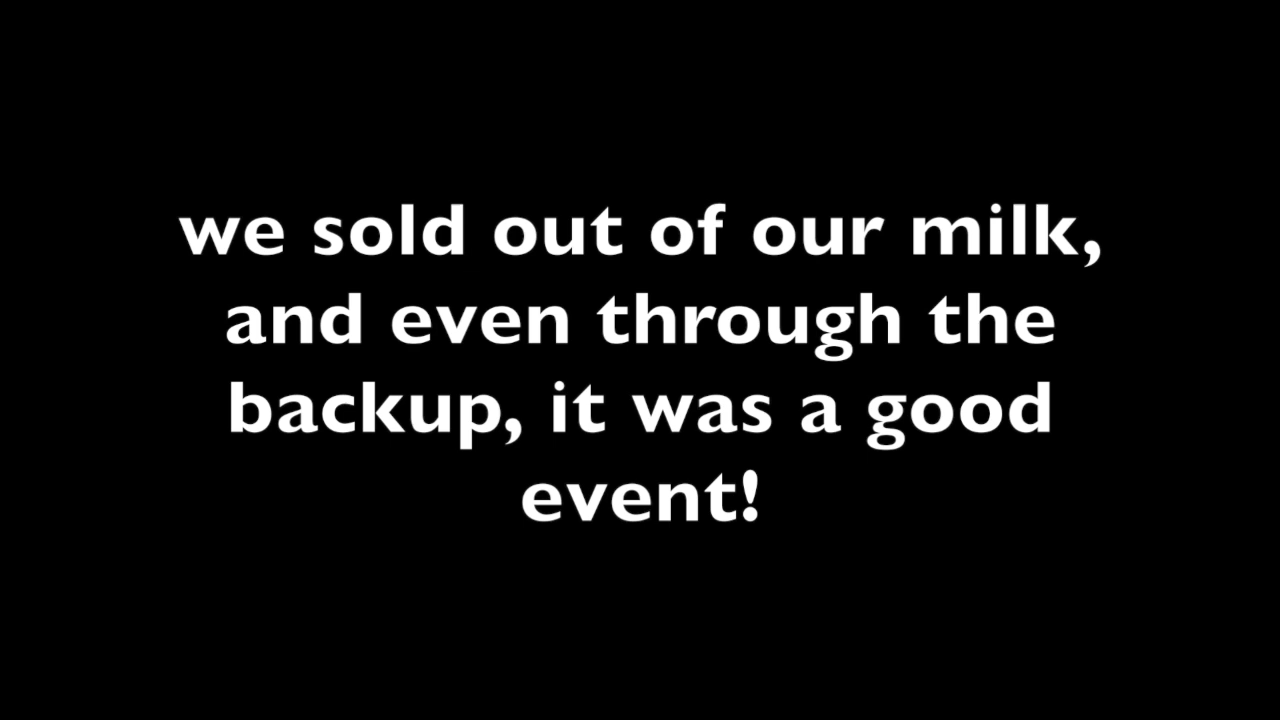 we sold out of our milk,
and even through the
backup, it was a good
event!